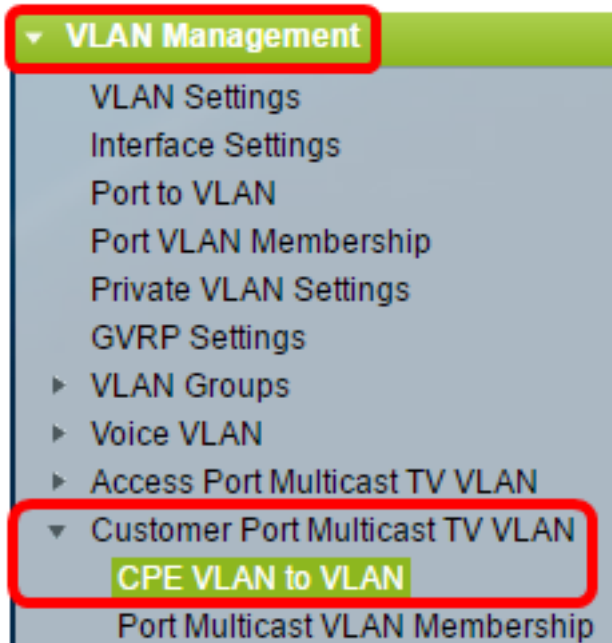 VLAN Management
VLAN Settings
Interface Settings
Port to VLAN
Port VLAN Membership
Private VLAN Settings
GVRP Settings
VLAN Groups
Voice VLAN
Access Port Multicast TV VLAN
Customer Port Multicast TV VLAN
CPE VLAN to VLAN
Port Multicast VLAN Membership